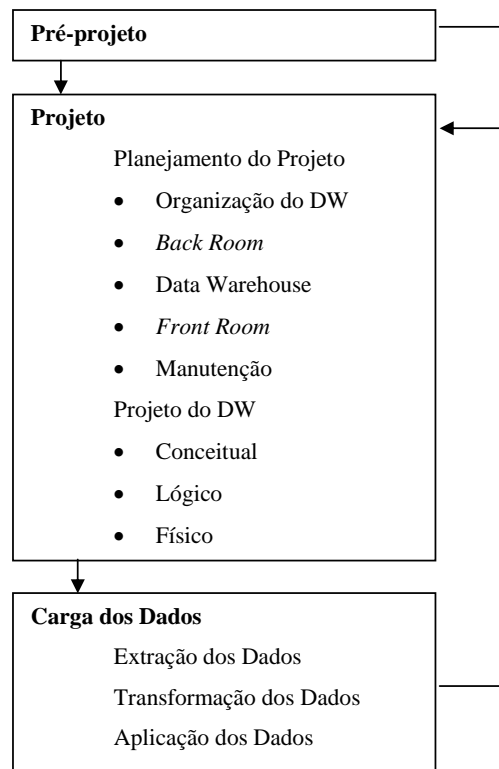 Pré-projeto
Projeto
Planejamento do Projeto
• Organização do DW
• Back Room
• Data Warehouse
• Front Room
• Manutenção
Projeto do DW
• Conceitual
• Lógico
• Físico
Carga dos Dados
Extração dos Dados
Transformação dos Dados
Aplicação dos Dados